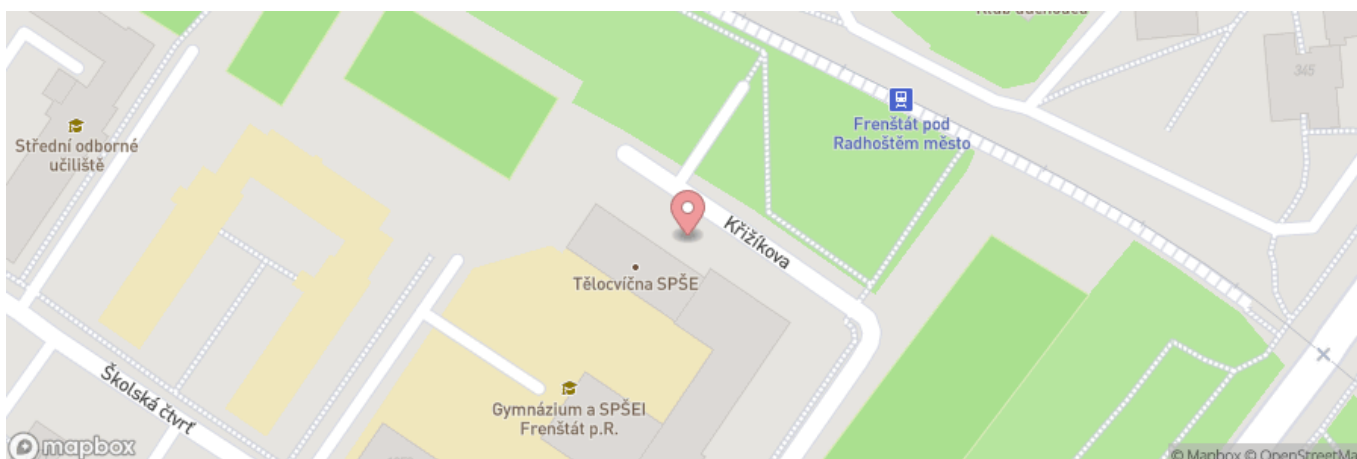 345
Frenštát pod
Radhoštěm město
Střední odborné
učiliště
Křižíkova
Tělocvična SPŠE
Školská čtvrť
Gymnázium a SPŠEI
Frenštát p.R.
mapbox
© Mapbox © OpenStreetMa